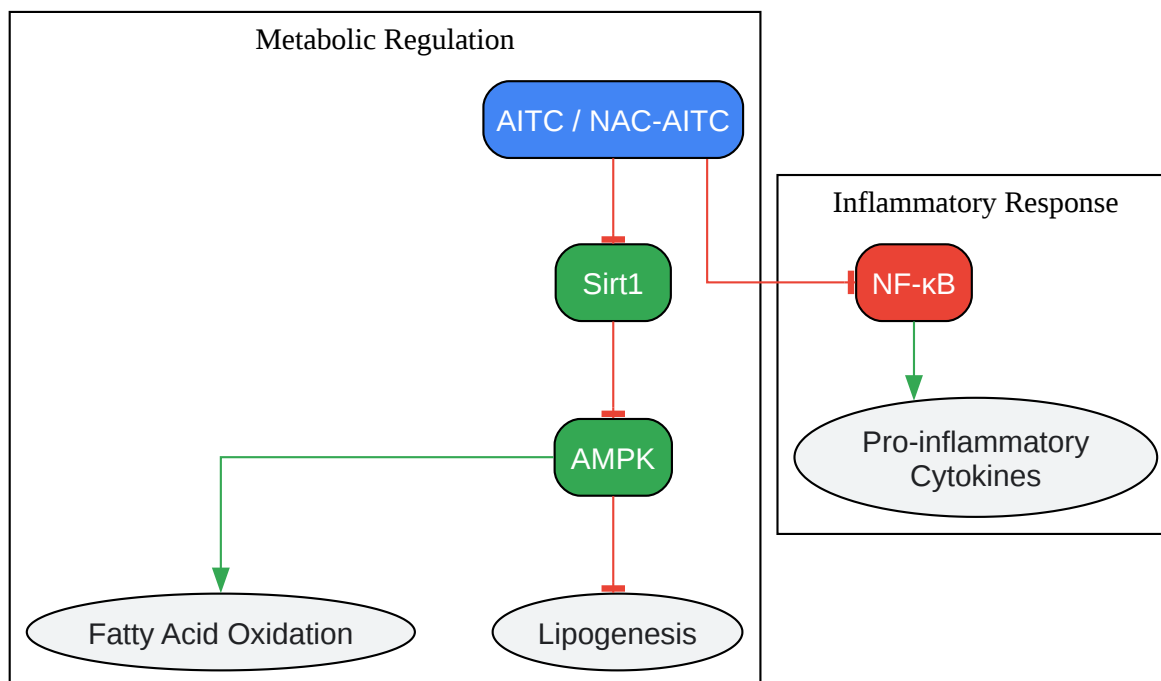 Metabolic Regulation
AITC / NAC-AITC
Inflammatory Response
Sirt1
NF-κB
AMPK
Pro-inflammatory
Cytokines
Fatty Acid Oxidation
Lipogenesis